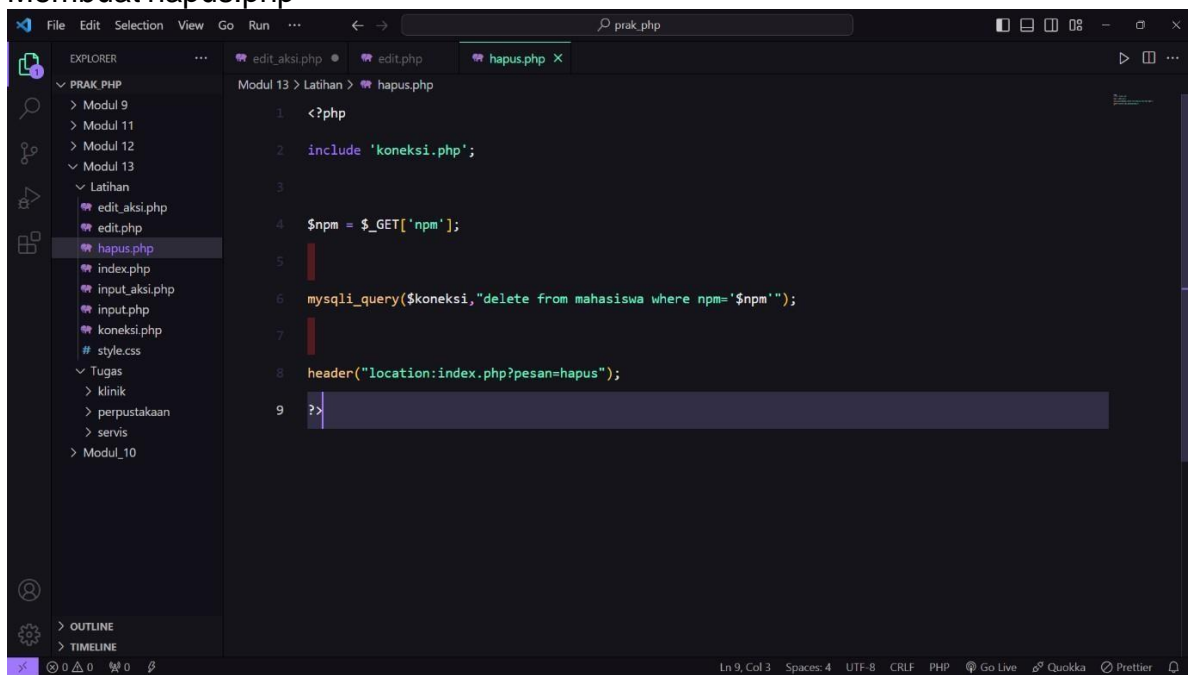 Membuat hapus.php
File Edit Selection View Go Run ··· prak_php
EXPLORER ···
edit_aksi.php edit.php hapus.php
PRAK_PHP
Modul 9
Modul 11
Modul 12
Modul 13
Latihan
edit_aksi.php
edit.php
hapus.php
index.php
input_aksi.php
input.php
koneksi.php
# style.css
Tugas
klinik
perpustakaan
servis
Modul_10
OUTLINE
TIMELINE
Modul 13 > Latihan > hapus.php
1 <?php
2 include 'koneksi.php';
3
4 $npm = $_GET['npm'];
5
6 mysqli_query($koneksi,"delete from mahasiswa where npm='$npm'");
7
8 header("location:index.php?pesan=hapus");
9 ?>
0 0 0 Ln 9, Col 3 Spaces: 4 UTF-8 CRLF PHP Go Live Quokka Prettier